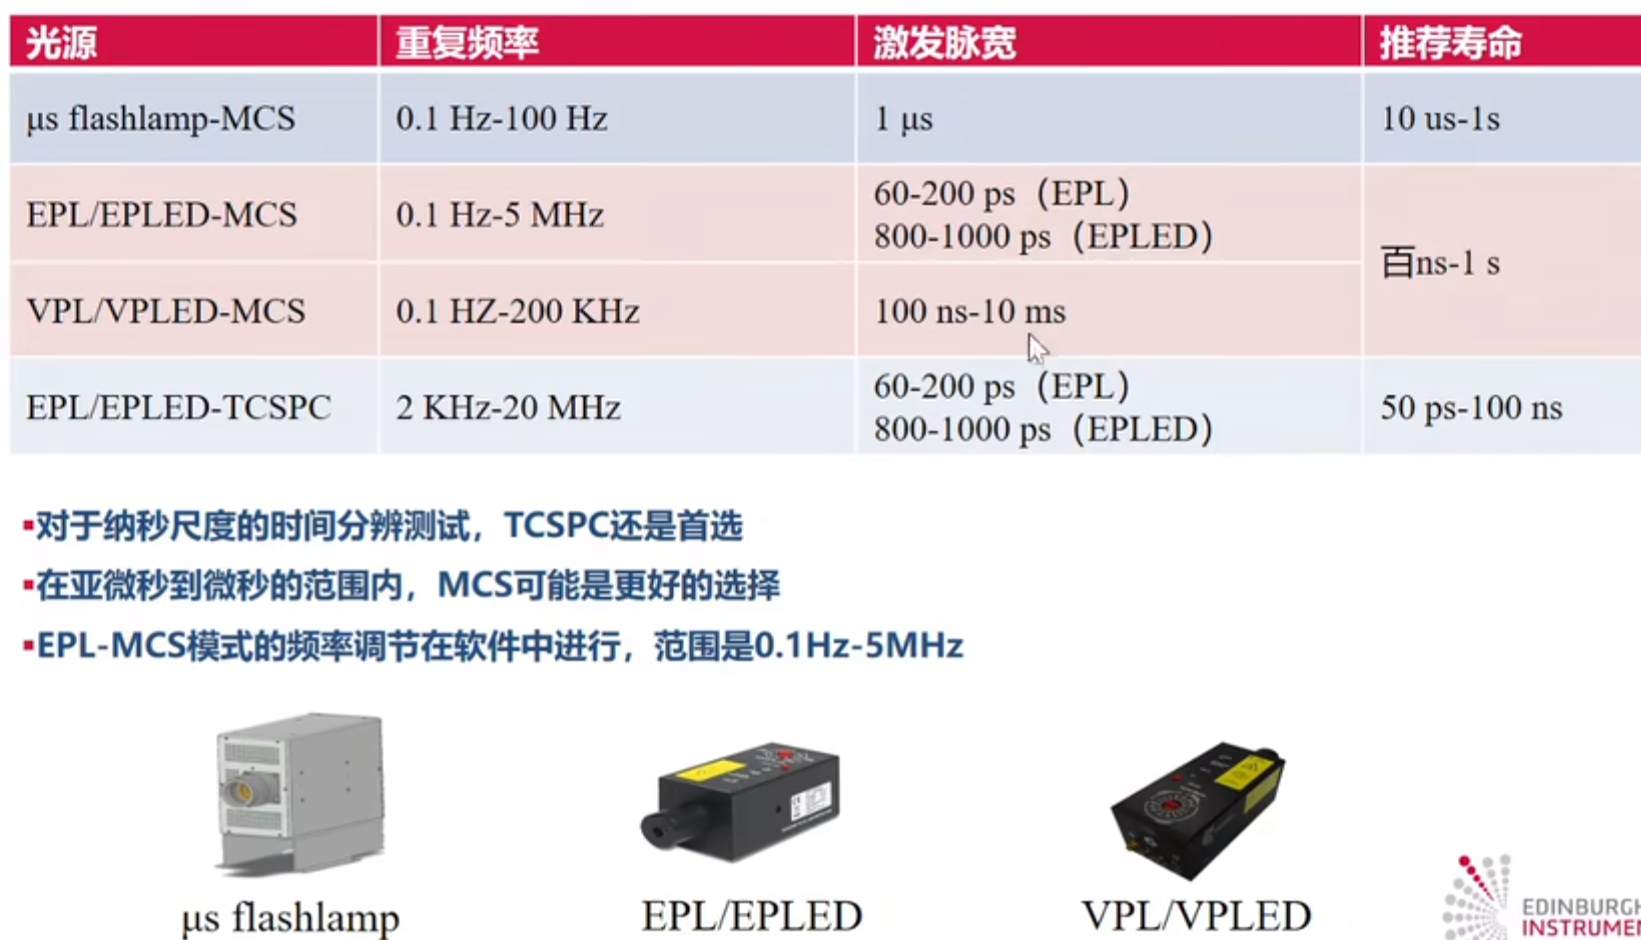 光源 重复频率 激发脉宽 推荐寿命
μs flashlamp-MCS 0.1 Hz-100 Hz 1 μs 10 us-1s
EPL/EPLED-MCS 0.1 Hz-5 MHz 60-200 ps（EPL）
800-1000 ps（EPLED）
百ns-1 s
VPL/VPLED-MCS 0.1 HZ-200 KHz 100 ns-10 ms
EPL/EPLED-TCSPC 2 KHz-20 MHz 60-200 ps（EPL）
800-1000 ps（EPLED）
50 ps-100 ns
▪对于纳秒尺度的时间分辨测试，TCSPC还是首选
▪在亚微秒到微秒的范围内，MCS可能是更好的选择
▪EPL-MCS模式的频率调节在软件中进行，范围是0.1Hz-5MHz
μs flashlamp
EPL/EPLED
VPL/VPLED
EDINBURGH
INSTRUMEN